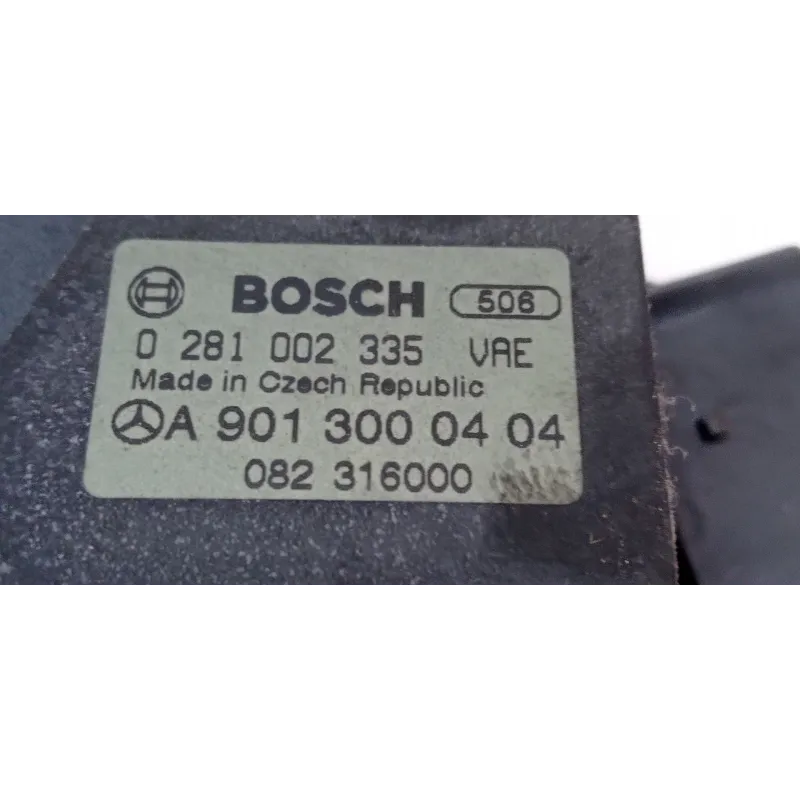 BOSCH 506
0 281 002 335 VAE
Made in Czech Republic
A 901 300 04 04
082 316000